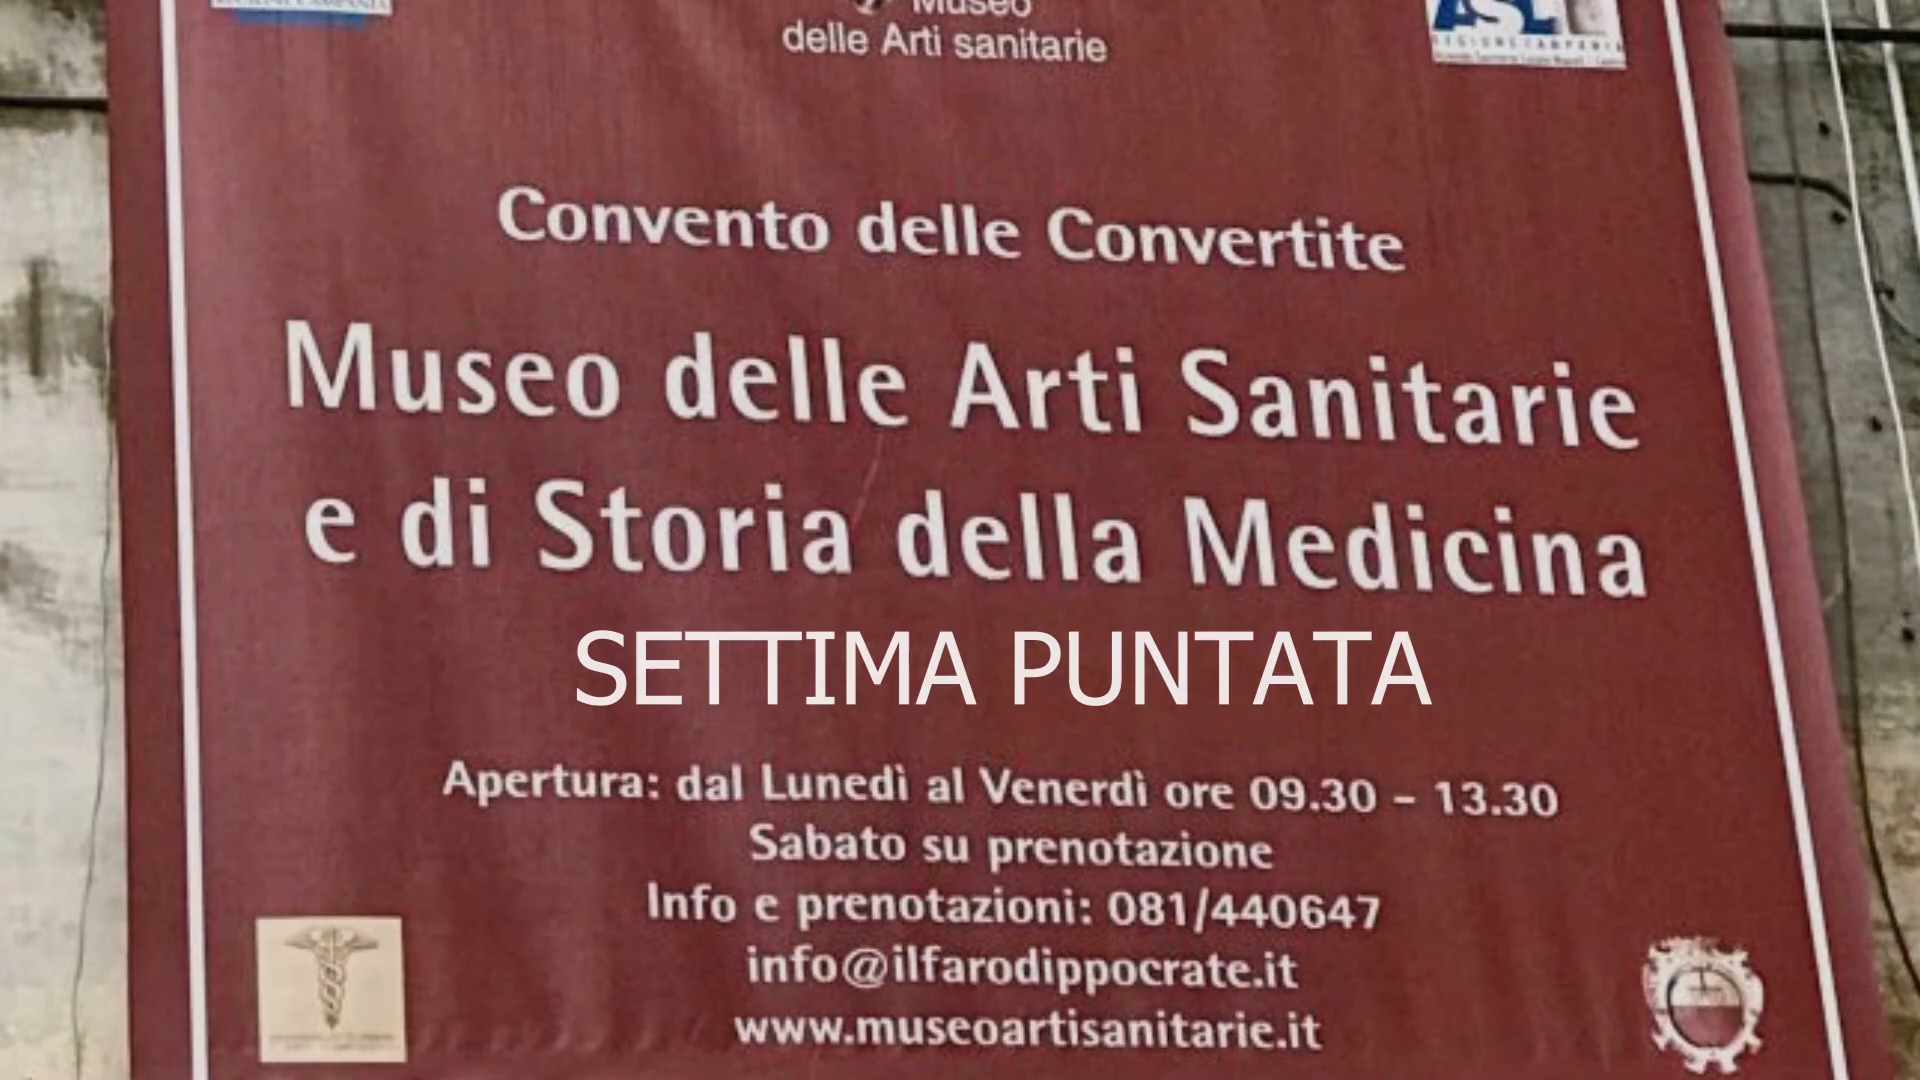 Museo
delle Arti sanitarie
ASL
REGIONE CAMPANIA
Convento delle Convertite
Museo delle Arti Sanitarie
e di Storia della Medicina
SETTIMA PUNTATA
Apertura: dal Lunedì al Venerdì ore 09.30 - 13.30
Sabato su prenotazione
Info e prenotazioni: 081/440647
info@ilfarodippocrate.it
www.museoartisanitarie.it